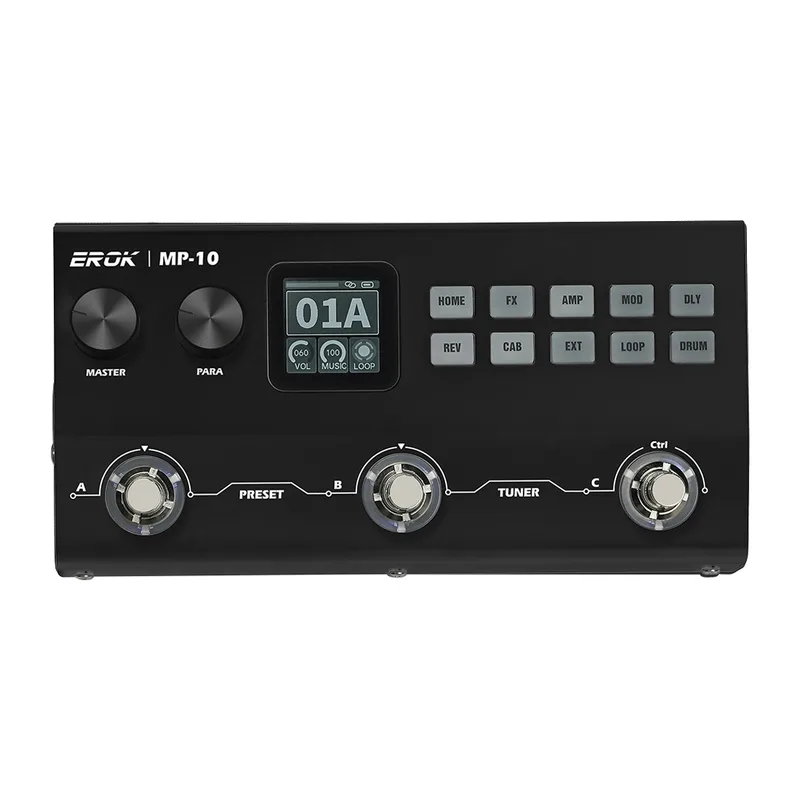 EROK | MP-10
MASTER
PARA
01A
060
VOL
100
MUSIC
LOOP
HOME
FX
AMP
MOD
DLY
REV
CAB
EXT
LOOP
DRUM
A
PRESET
B
TUNER
C
Ctrl